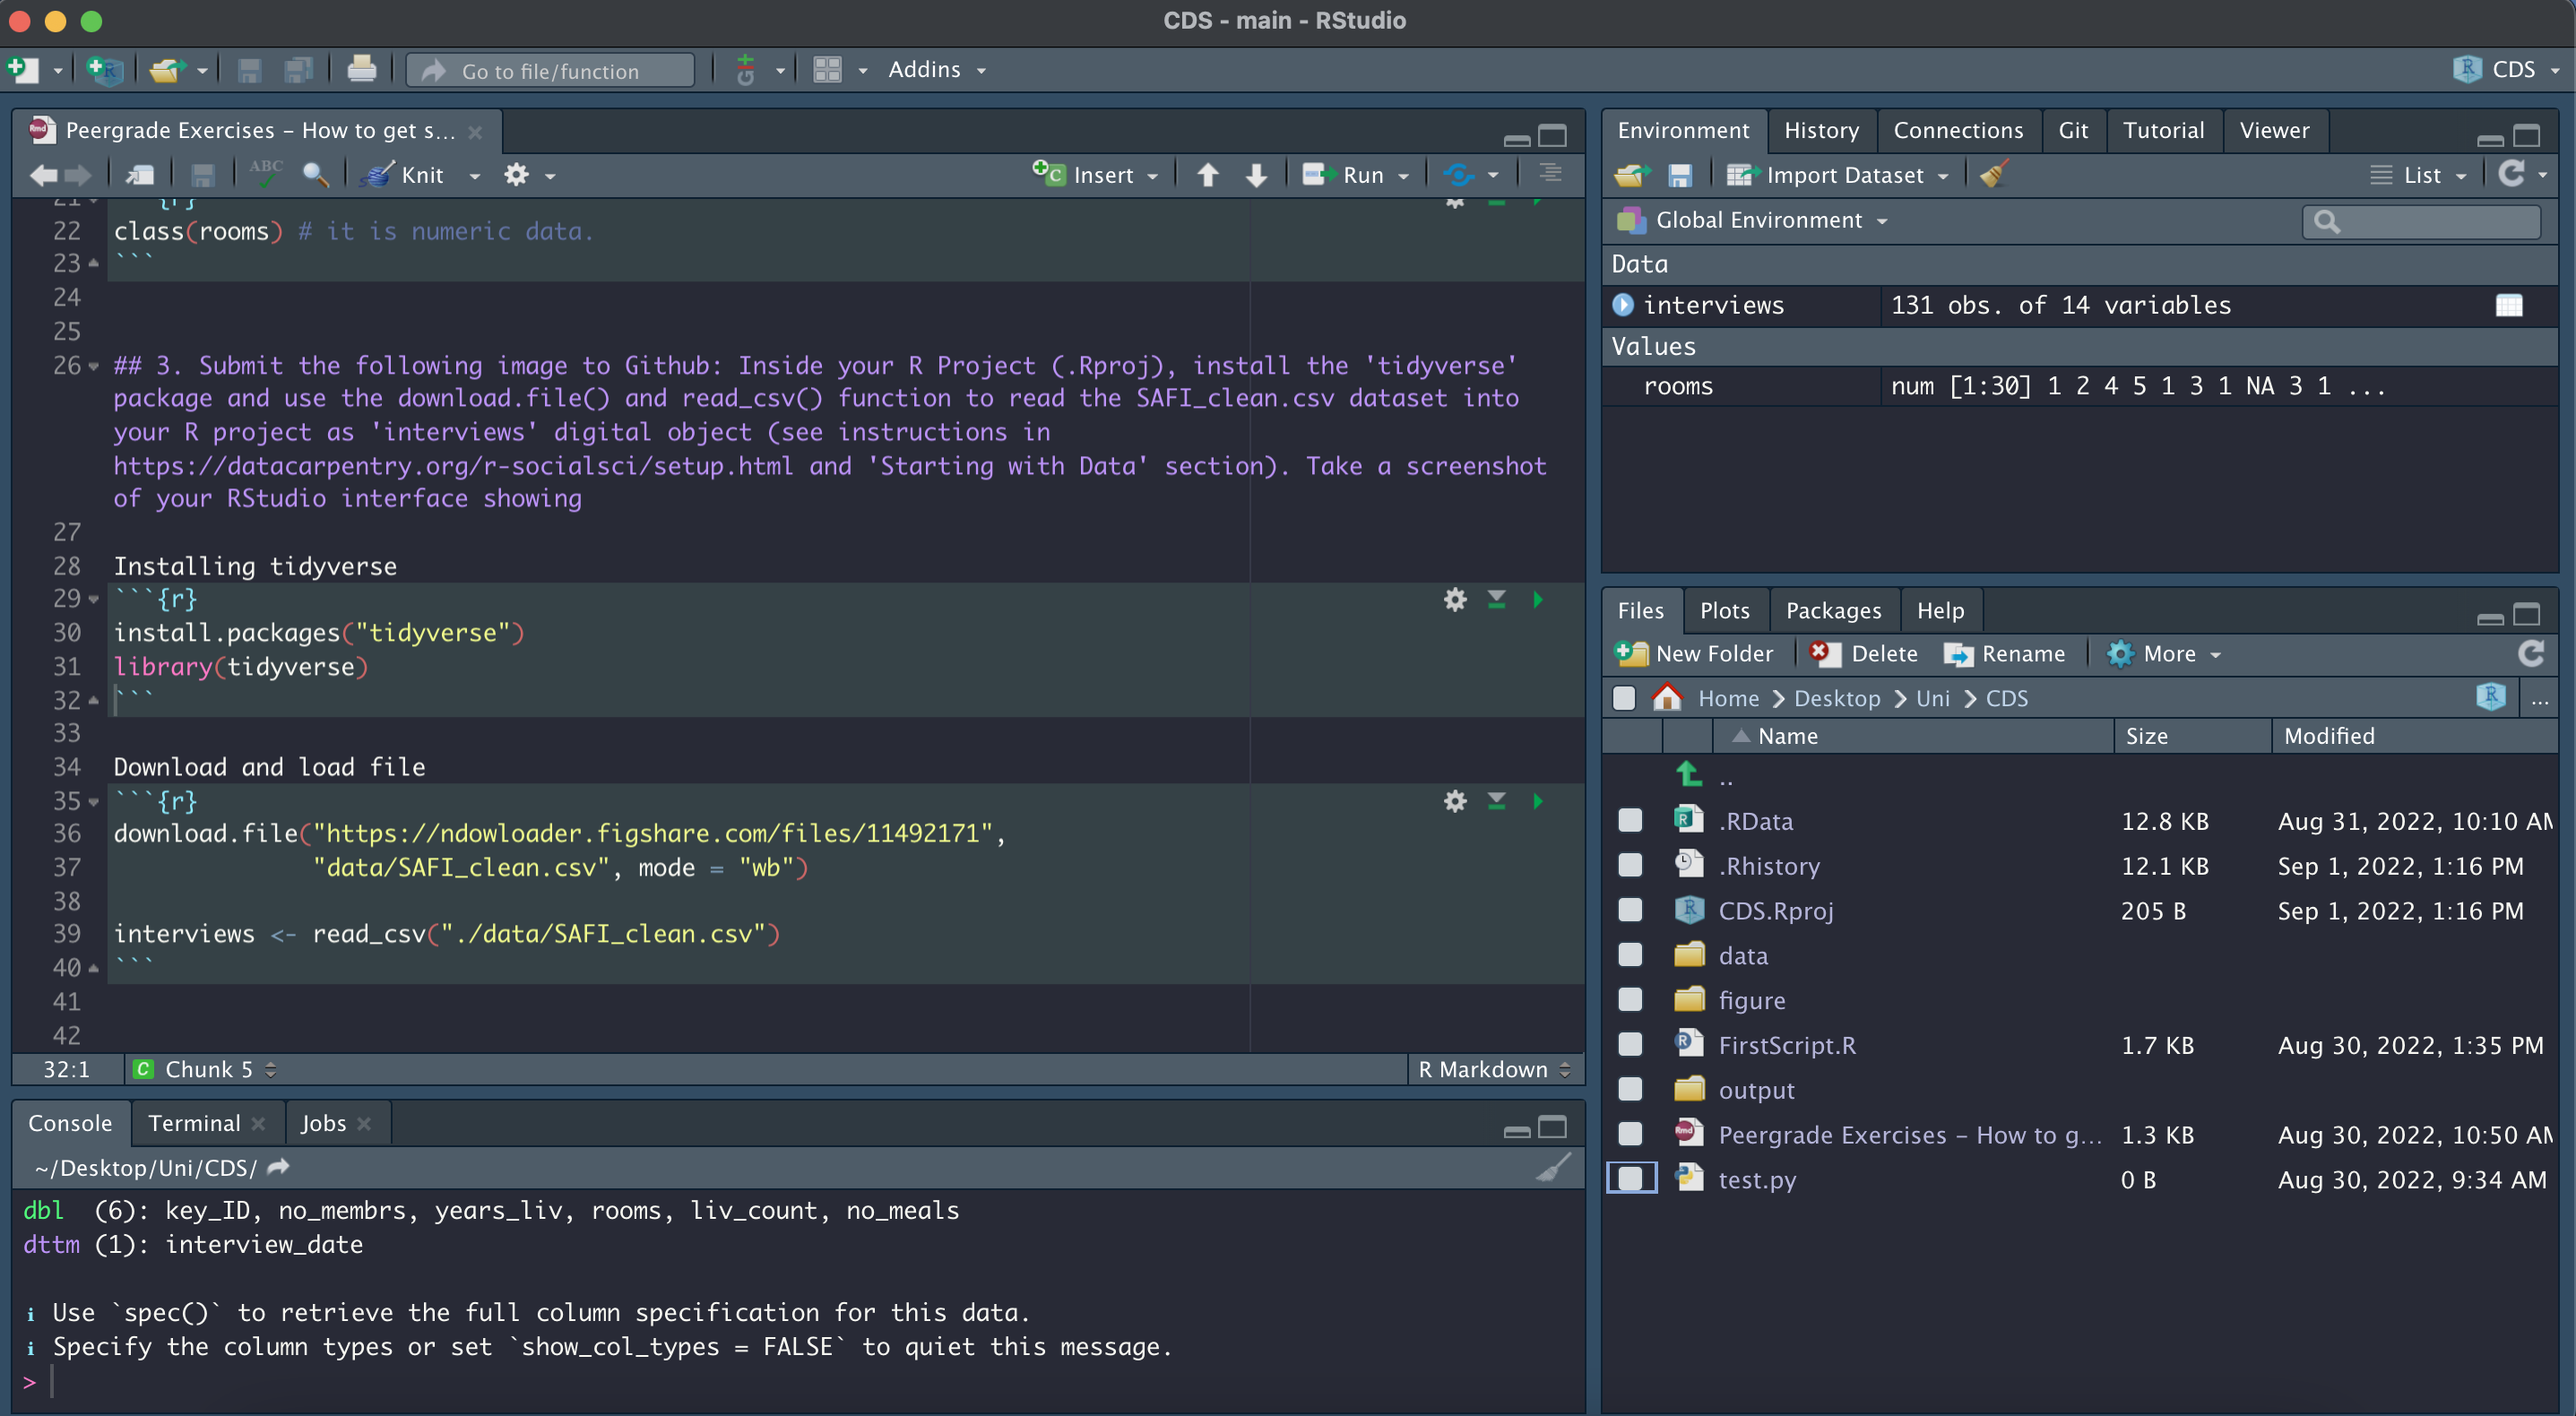 CDS - main - RStudio
Go to file/function
Addins
CDS
Peergrade Exercises – How to get s...
ABC
Knit
Insert
Run
21 ```{r}
22 class(rooms) # it is numeric data.
23 ```
24
25
26 ## 3. Submit the following image to Github: Inside your R Project (.Rproj), install the 'tidyverse'
package and use the download.file() and read_csv() function to read the SAFI_clean.csv dataset into
your R project as 'interviews' digital object (see instructions in
https://datacarpentry.org/r-socialsci/setup.html and 'Starting with Data' section). Take a screenshot
of your RStudio interface showing
27
28 Installing tidyverse
29 ```{r}
30 install.packages("tidyverse")
31 library(tidyverse)
32 ```
33
34 Download and load file
35 ```{r}
36 download.file("https://ndowloader.figshare.com/files/11492171",
37 "data/SAFI_clean.csv", mode = "wb")
38
39 interviews <- read_csv("./data/SAFI_clean.csv")
40 ```
41
42
32:1 C Chunk 5 R Markdown
Console Terminal Jobs
~/Desktop/Uni/CDS/
dbl (6): key_ID, no_membrs, years_liv, rooms, liv_count, no_meals
dttm (1): interview_date
i Use `spec()` to retrieve the full column specification for this data.
i Specify the column types or set `show_col_types = FALSE` to quiet this message.
>
Environment History Connections Git Tutorial Viewer
Import Dataset List
Global Environment
Data
interviews 131 obs. of 14 variables
Values
rooms num [1:30] 1 2 4 5 1 3 1 NA 3 1 ...
Files Plots Packages Help
New Folder Delete Rename More
Home Desktop Uni CDS ...
Name Size Modified
..
.RData 12.8 KB Aug 31, 2022, 10:10 AM
.Rhistory 12.1 KB Sep 1, 2022, 1:16 PM
CDS.Rproj 205 B Sep 1, 2022, 1:16 PM
data
figure
FirstScript.R 1.7 KB Aug 30, 2022, 1:35 PM
output
Peergrade Exercises – How to g... 1.3 KB Aug 30, 2022, 10:50 AM
test.py 0 B Aug 30, 2022, 9:34 AM